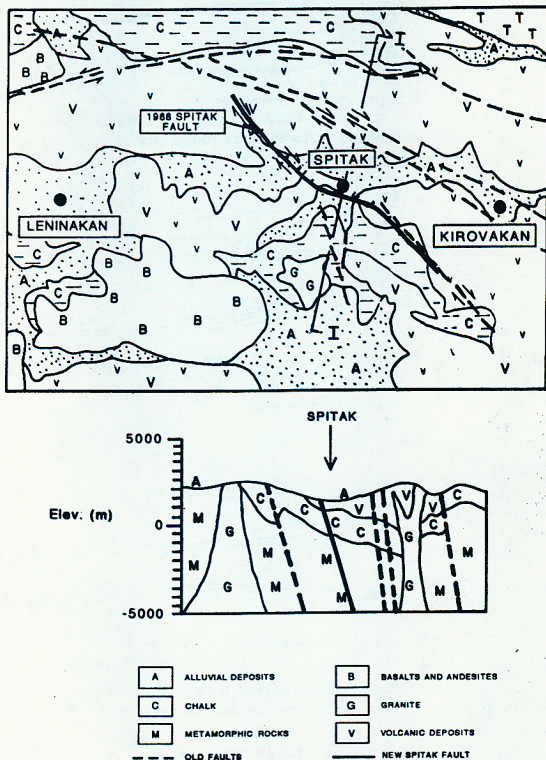 C A C C I T T T
B A T
B B A
V V V V V V V V
1988 SPITAK
FAULT
V V V
SPITAK
A A A
LENINAKAN
V V V
KIROVAKAN
C B C C
A C B B G G V
B B B B I C
B A A V V
SPITAK
5000
A A V C
C C V V
Elev. (m)
0
M G C C G C
M M M M
M G M
-5000
A ALLUVIAL DEPOSITS
B BASALTS AND ANDESITES
C CHALK
G GRANITE
M METAMORPHIC ROCKS
V VOLCANIC DEPOSITS
OLD FAULTS
NEW SPITAK FAULT